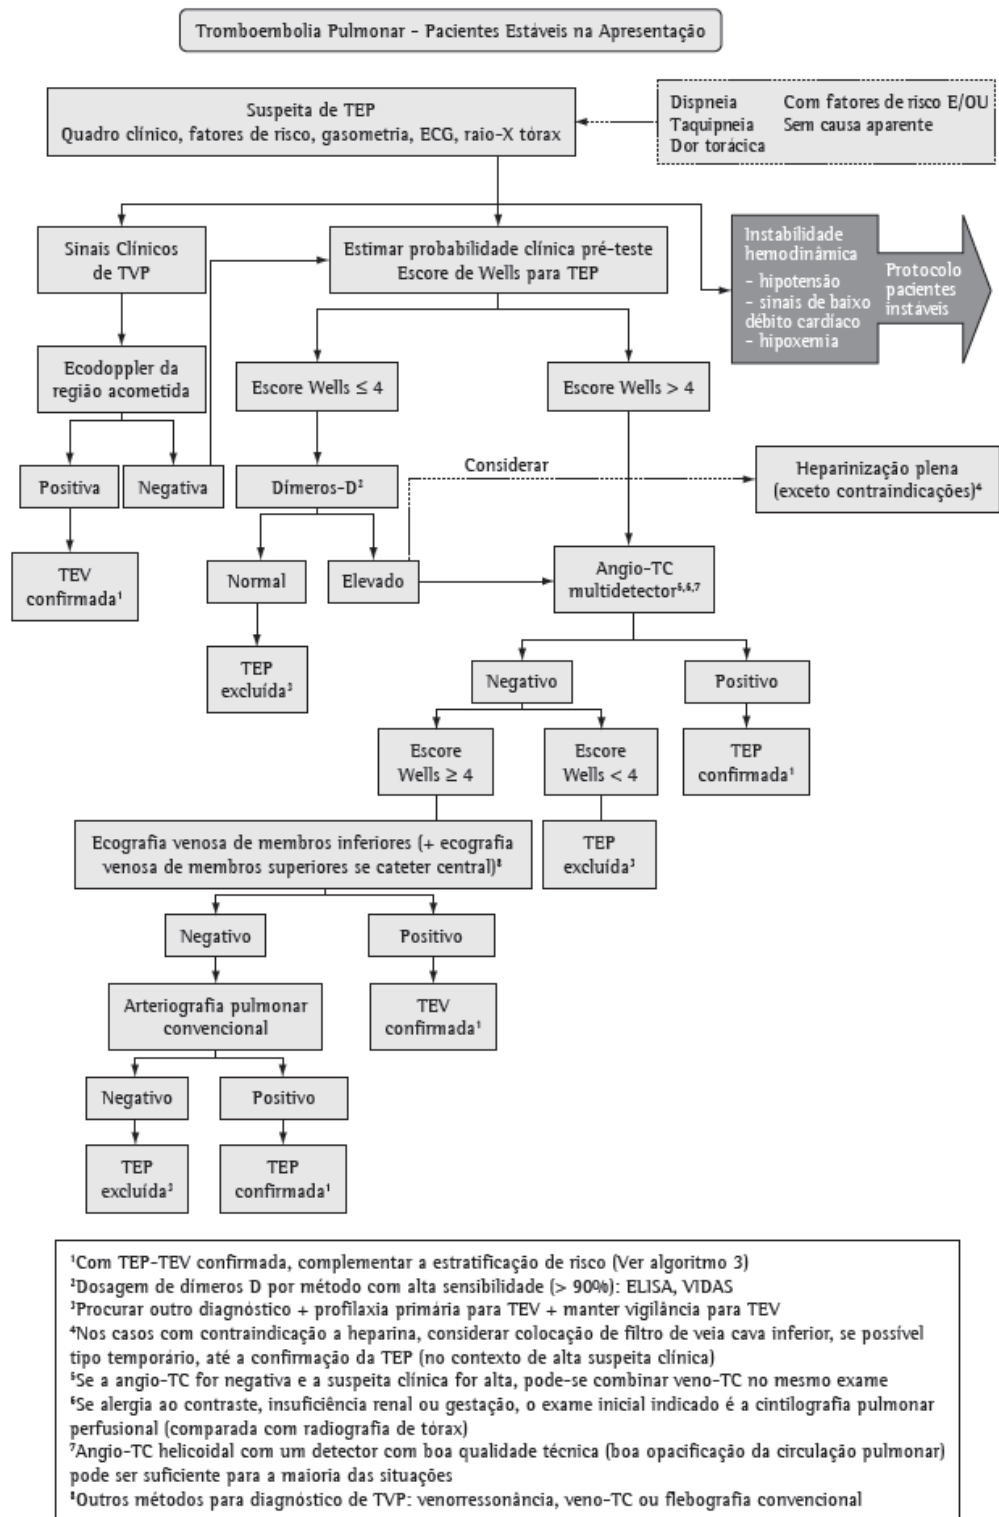 Tromboembolia Pulmonar - Pacientes Estáveis na Apresentação
Suspeita de TEP
Quadro clínico, fatores de risco, gasometria, ECG, raio-X tórax
Dispneia Com fatores de risco E/OU
Taquipneia Sem causa aparente
Dor torácica
Sinais Clínicos
de TVP
Estimar probabilidade clínica pré-teste
Escore de Wells para TEP
Instabilidade
hemodinâmica
- hipotensão
- sinais de baixo
débito cardíaco
- hipoxemia
Protocolo
pacientes
instáveis
Ecodoppler da
região acometida
Escore Wells ≤ 4
Escore Wells > 4
Positiva
Negativa
Dímeros-D²
Considerar
Heparinização plena
(exceto contraindicações)⁴
TEV
confirmada¹
Normal
Elevado
Angio-TC
multidetector⁵,⁶,⁷
TEP
excluída³
Negativo
Positivo
Escore
Wells ≥ 4
Escore
Wells < 4
TEP
confirmada¹
Ecografia venosa de membros inferiores (+ ecografia
venosa de membros superiores se cateter central)⁸
TEP
excluída³
Negativo
Positivo
Arteriografia pulmonar
convencional
TEV
confirmada¹
Negativo
Positivo
TEP
excluída³
TEP
confirmada¹
¹Com TEP-TEV confirmada, complementar a estratificação de risco (Ver algoritmo 3)
²Dosagem de dímeros D por método com alta sensibilidade (> 90%): ELISA, VIDAS
³Procurar outro diagnóstico + profilaxia primária para TEV + manter vigilância para TEV
⁴Nos casos com contraindicação a heparina, considerar colocação de filtro de veia cava inferior, se possível
tipo temporário, até a confirmação da TEP (no contexto de alta suspeita clínica)
⁵Se a angio-TC for negativa e a suspeita clínica for alta, pode-se combinar veno-TC no mesmo exame
⁶Se alergia ao contraste, insuficiência renal ou gestação, o exame inicial indicado é a cintilografia pulmonar
perfusional (comparada com radiografia de tórax)
⁷Angio-TC helicoidal com um detector com boa qualidade técnica (boa opacificação da circulação pulmonar)
pode ser suficiente para a maioria das situações
⁸Outros métodos para diagnóstico de TVP: venorressonância, veno-TC ou flebografia convencional